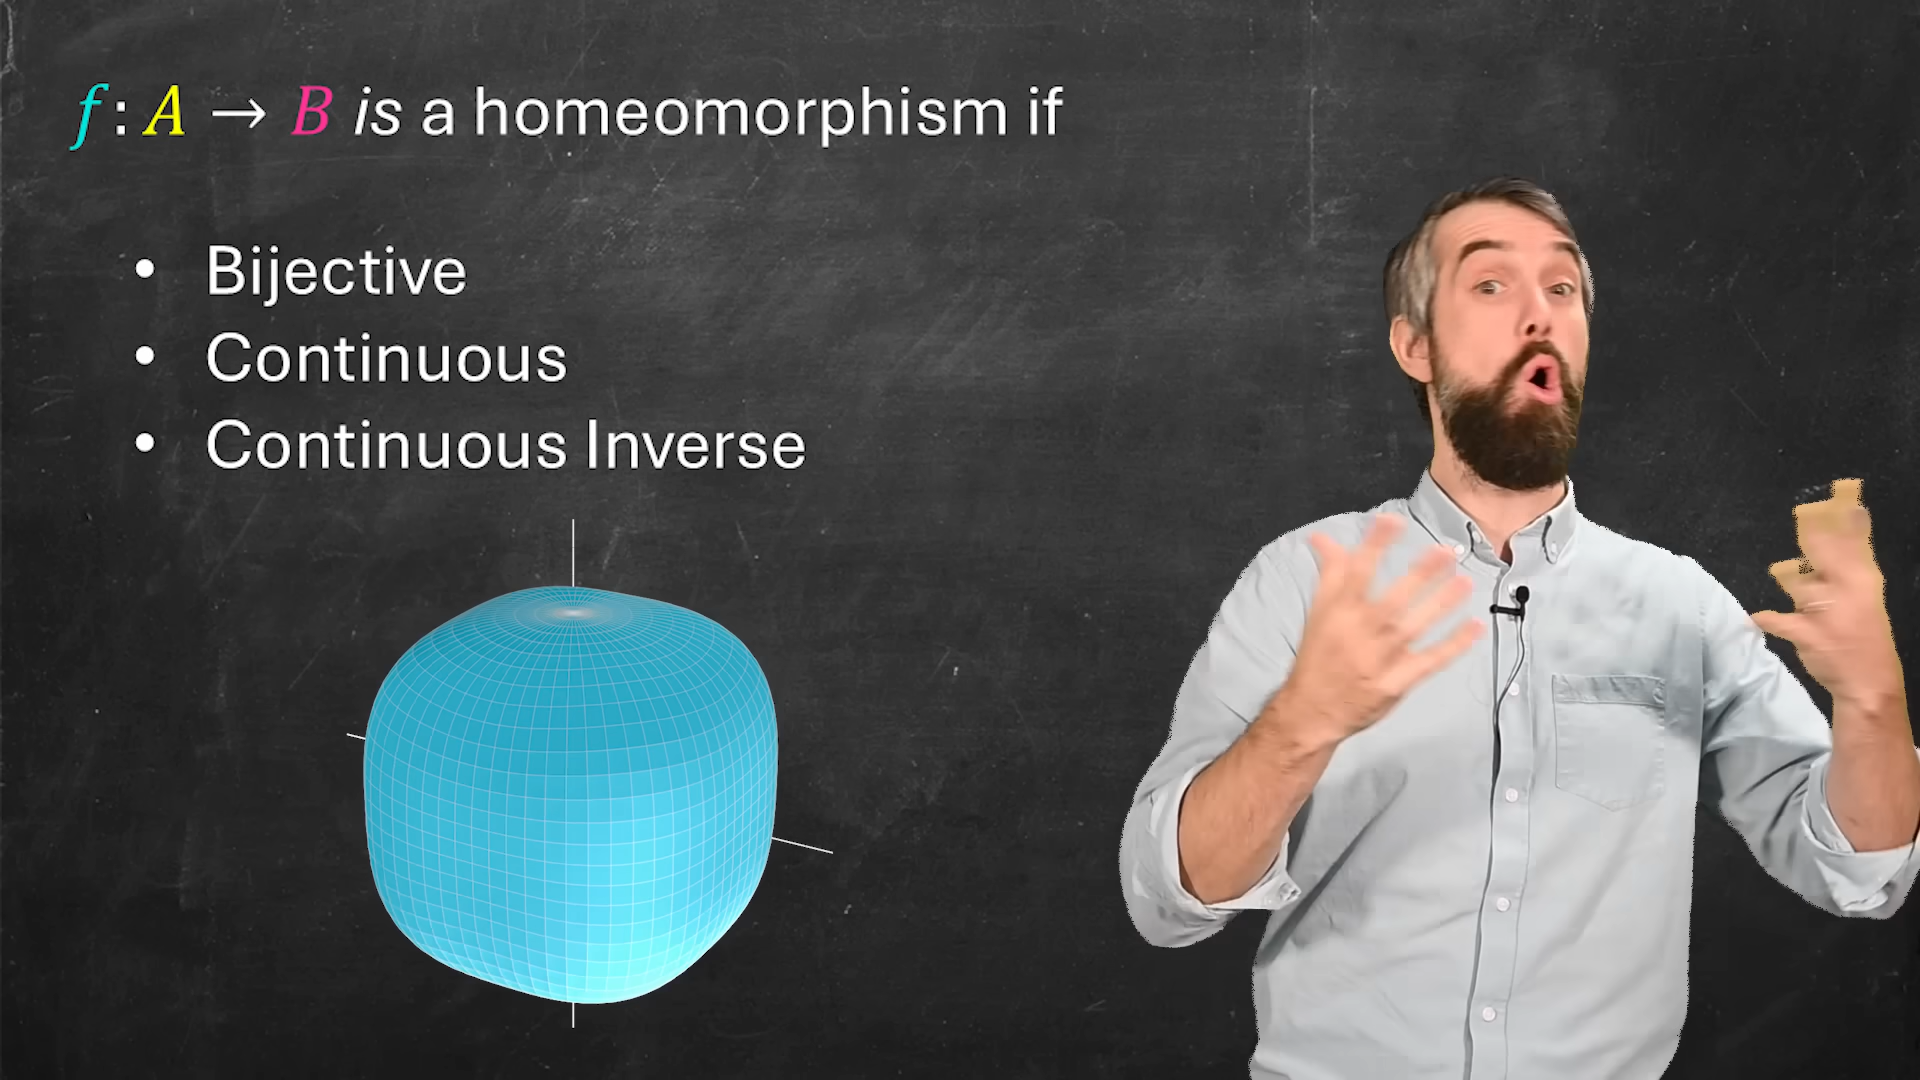 f: A → B is a homeomorphism if
• Bijective
• Continuous
• Continuous Inverse